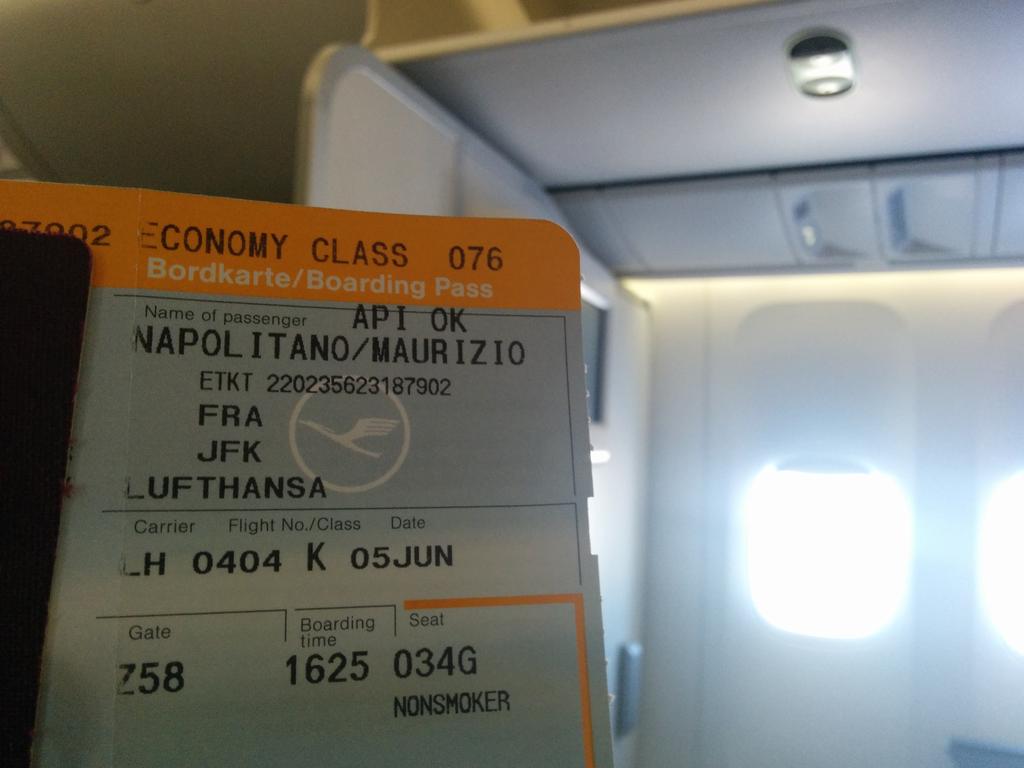 ECONOMY CLASS 076
Bordkarte/Boarding Pass
Name of passenger API OK
NAPOLITANO/MAURIZIO
ETKT 220235623187902
FRA
JFK
LUFTHANSA
Carrier Flight No./Class Date
LH 0404 K 05JUN
Gate Boarding time Seat
Z58 1625 034G
NONSMOKER